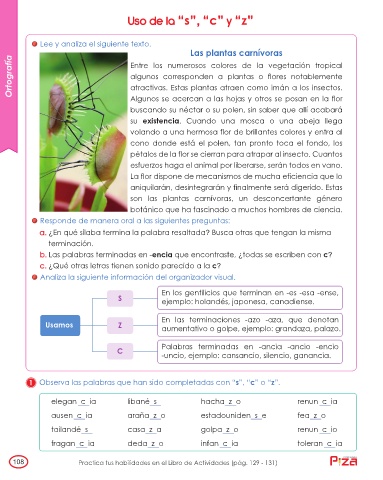 Uso de la "s", "c" y "z"
Ortografía
Lee y analiza el siguiente texto.
Las plantas carnívoras
Entre los numerosos colores de la vegetación tropical
algunos corresponden a plantas o flores notablemente
atractivas. Estas plantas atraen como imán a los insectos.
Algunos se acercan a las hojas y otros se posan en la flor
buscando su néctar o su polen, sin saber que allí acabará
su existencia. Cuando una mosca o una abeja llega
volando a una hermosa flor de brillantes colores y entra al
cono donde está el polen, tan pronto toca el fondo, los
pétalos de la flor se cierran para atrapar al insecto. Cuantos
esfuerzos haga el animal por liberarse, serán todos en vano.
La flor dispone de mecanismos de mucha eficiencia que lo
aniquilarán, desintegrarán y finalmente será digerido. Estas
son las plantas carnívoras, un desconcertante género
botánico que ha fascinado a muchos hombres de ciencia.
Responde de manera oral a las siguientes preguntas:
a. ¿En qué sílaba termina la palabra resaltada? Busca otras que tengan la misma
terminación.
b. Las palabras terminadas en -encia que encontraste, ¿todas se escriben con c?
c. ¿Qué otras letras tienen sonido parecido a la c?
Analiza la siguiente información del organizador visual.
Usamos
S
En los gentilicios que terminan en -es -esa -ense,
ejemplo: holandés, japonesa, canadiense.
Z
En las terminaciones -azo -aza, que denotan
aumentativo o golpe, ejemplo: grandaza, palazo.
C
Palabras terminadas en -ancia -ancio -encio
-uncio, ejemplo: cansancio, silencio, ganancia.
1 Observa las palabras que han sido completadas con "s", "c" o "z".
elegan_c_ia libané_s_ hacha_z_o renun_c_ia
ausen_c_ia araña_z_o estadouniden_s_e fea_z_o
tailandé_s_ casa_z_a golpa_z_o renun_c_io
fragan_c_ia deda_z_o infan_c_ia toleran_c_ia
108
Practica tus habilidades en el Libro de Actividades (pág. 129 - 131)